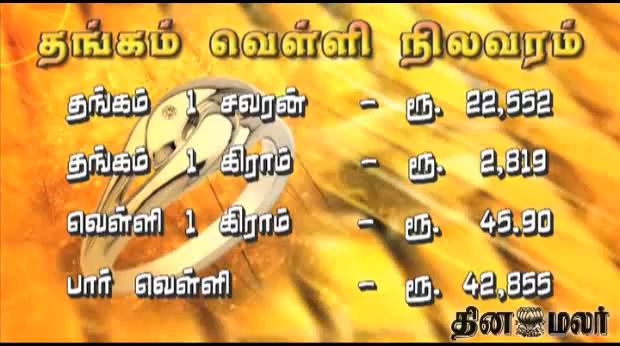 தங்கம் வெள்ளி நிலவரம்
தங்கம் 1 சவரன் - ரூ. 22,552
தங்கம் 1 கிராம் - ரூ. 2,819
வெள்ளி 1 கிராம் - ரூ. 45.90
பார் வெள்ளி - ரூ. 42,855
தினமலர்